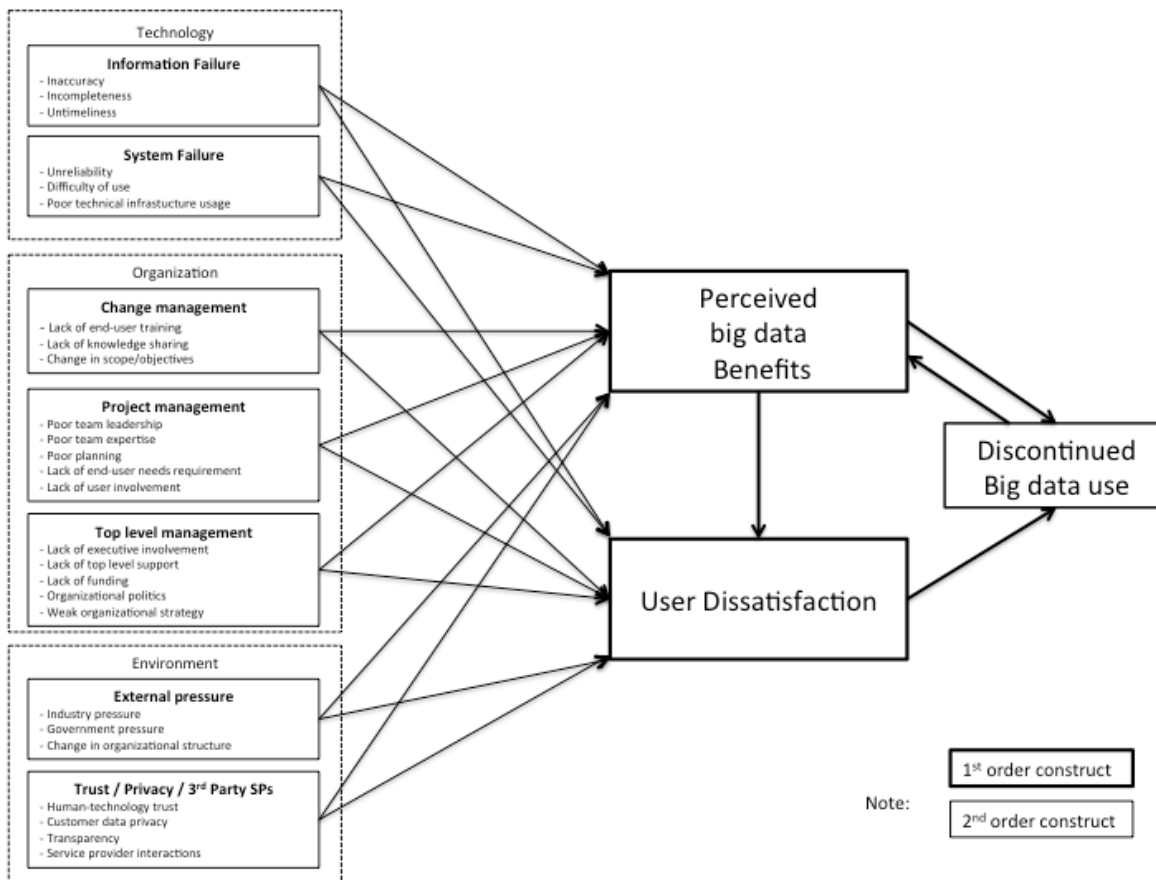 Technology
Information Failure
- Inaccuracy
- Incompleteness
- Untimeliness
System Failure
- Unreliability
- Difficulty of use
- Poor technical infrastucture usage
Organization
Change management
- Lack of end-user training
- Lack of knowledge sharing
- Change in scope/objectives
Project management
- Poor team leadership
- Poor team expertise
- Poor planning
- Lack of end-user needs requirement
- Lack of user involvement
Top level management
- Lack of executive involvement
- Lack of top level support
- Lack of funding
- Organizational politics
- Weak organizational strategy
Environment
External pressure
- Industry pressure
- Government pressure
- Change in organizational structure
Trust / Privacy / 3rd Party SPs
- Human-technology trust
- Customer data privacy
- Transparency
- Service provider interactions
Perceived
big data
Benefits
User Dissatisfaction
Discontinued
Big data use
Note:
1st order construct
2nd order construct